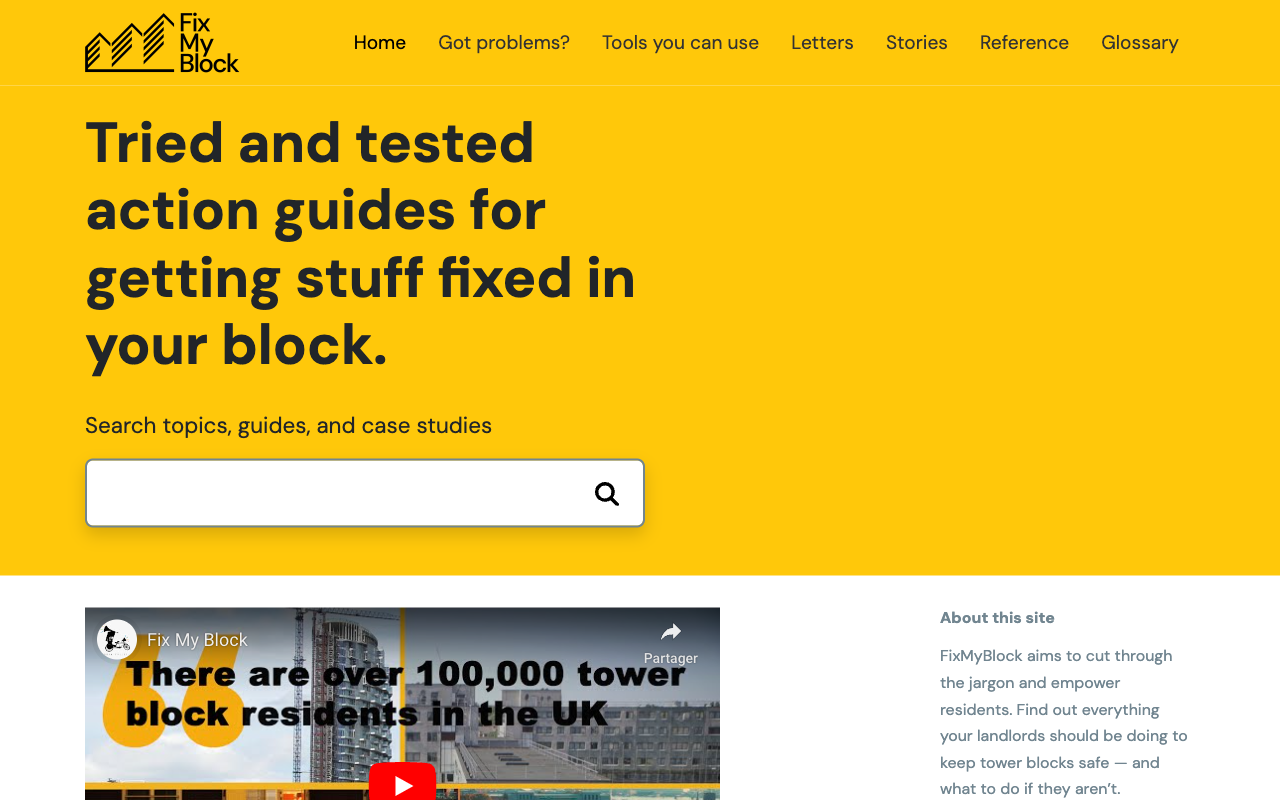 Fix
My
Block
Home Got problems? Tools you can use Letters Stories Reference Glossary
Tried and tested
action guides for
getting stuff fixed in
your block.
Search topics, guides, and case studies
Fix My Block
Partager
There are over 100,000 tower
block residents in the UK
About this site
FixMyBlock aims to cut through
the jargon and empower
residents. Find out everything
your landlords should be doing to
keep tower blocks safe — and
what to do if they aren’t.